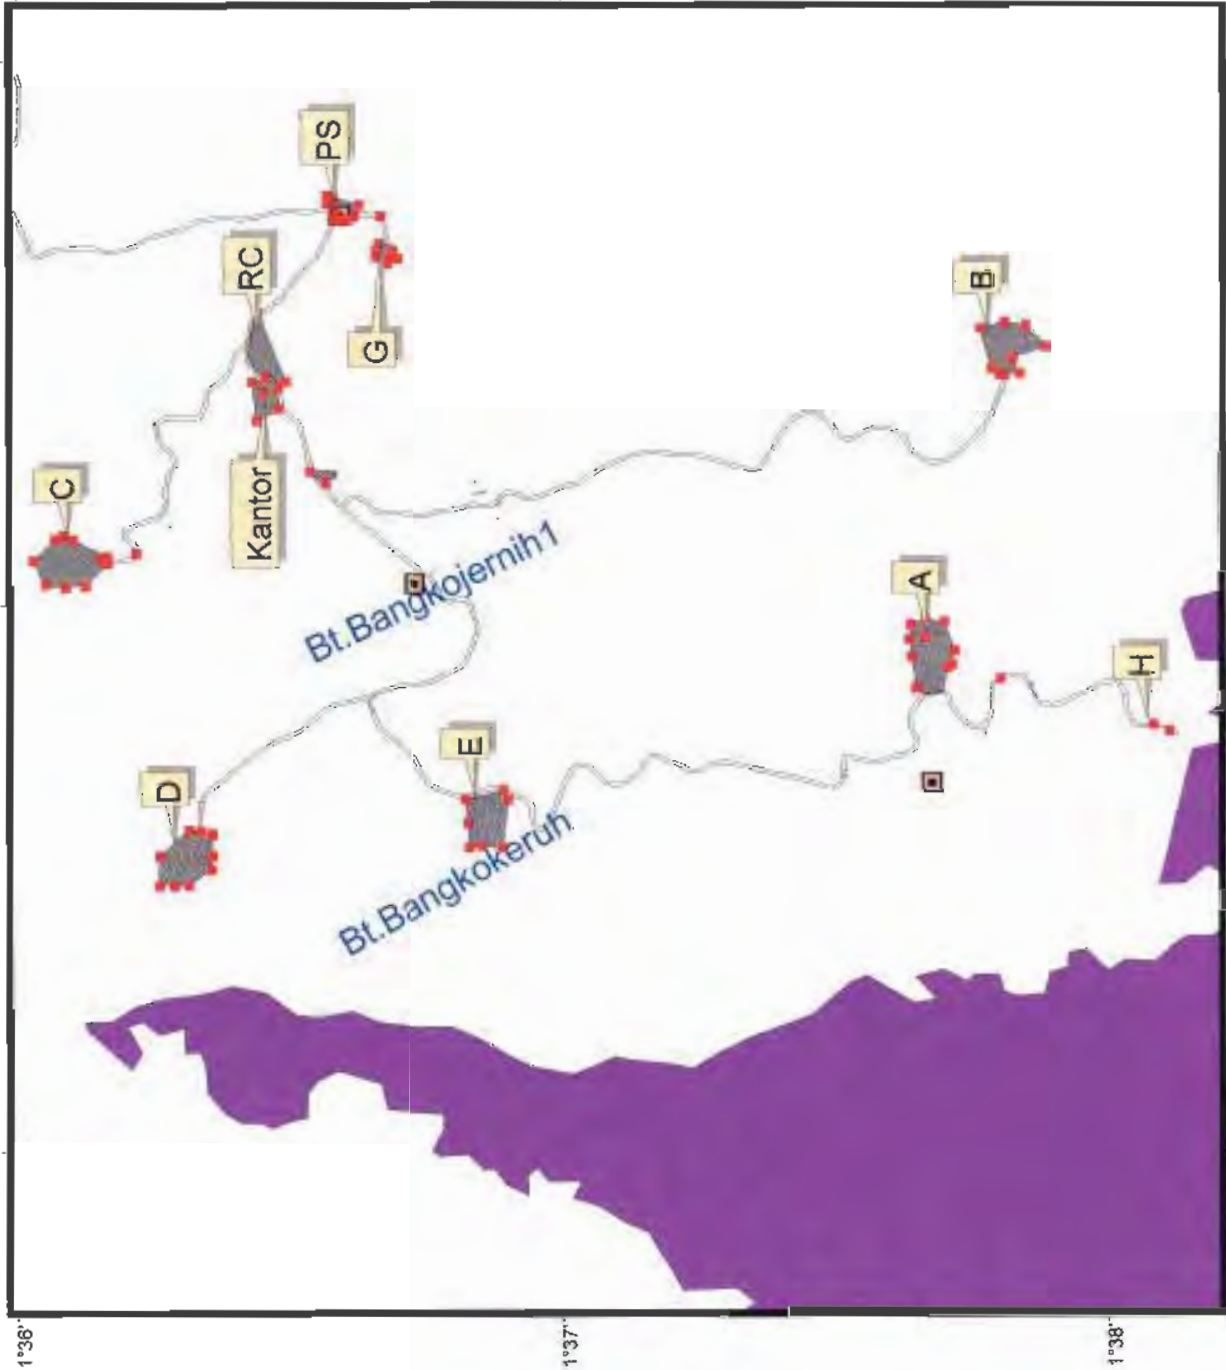 PS
RC
G
B
C
Kantor
Bt.Bangkojernih1
A
H
E
D
Bt.Bangkokeruh
1°36''
1°37''
1°38''